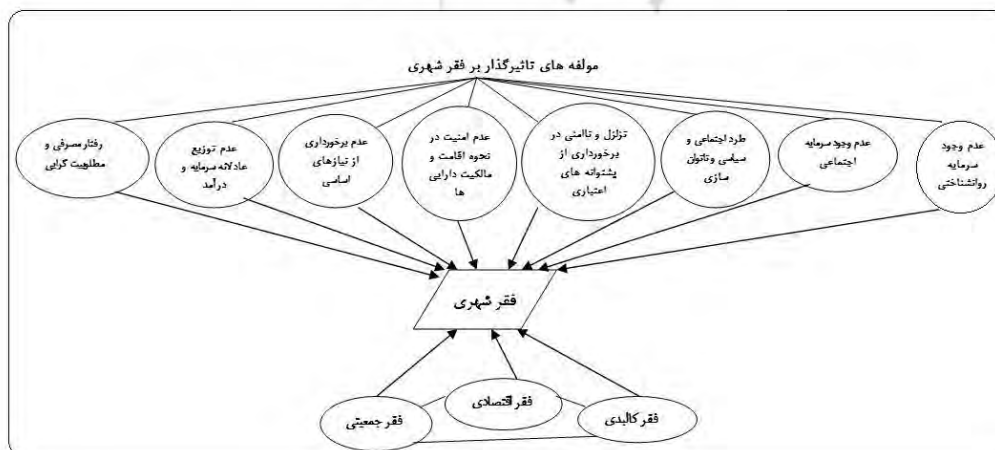 مولفه های تاثیرگذار بر فقر شهری
عدم وجود
سرمایه
روانشناختی
عدم وجود سرمایه
اجتماعی
طرد اجتماعی و
سیاسی و ناتوان
سازی
تزلزل و ناامنی در
برخورداری از
پشتوانه های
اعتباری
عدم امنیت در
نحوه اقامت و
مالکیت دارایی
ها
عدم برخورداری
از نیازهای
اساسی
عدم توزیع
عادلانه سرمایه و
درآمد
رفتار مصرفی و
مطلوبیت گرایی
فقر شهری
فقر کالبدی
فقر اقتصادی
فقر جمعیتی